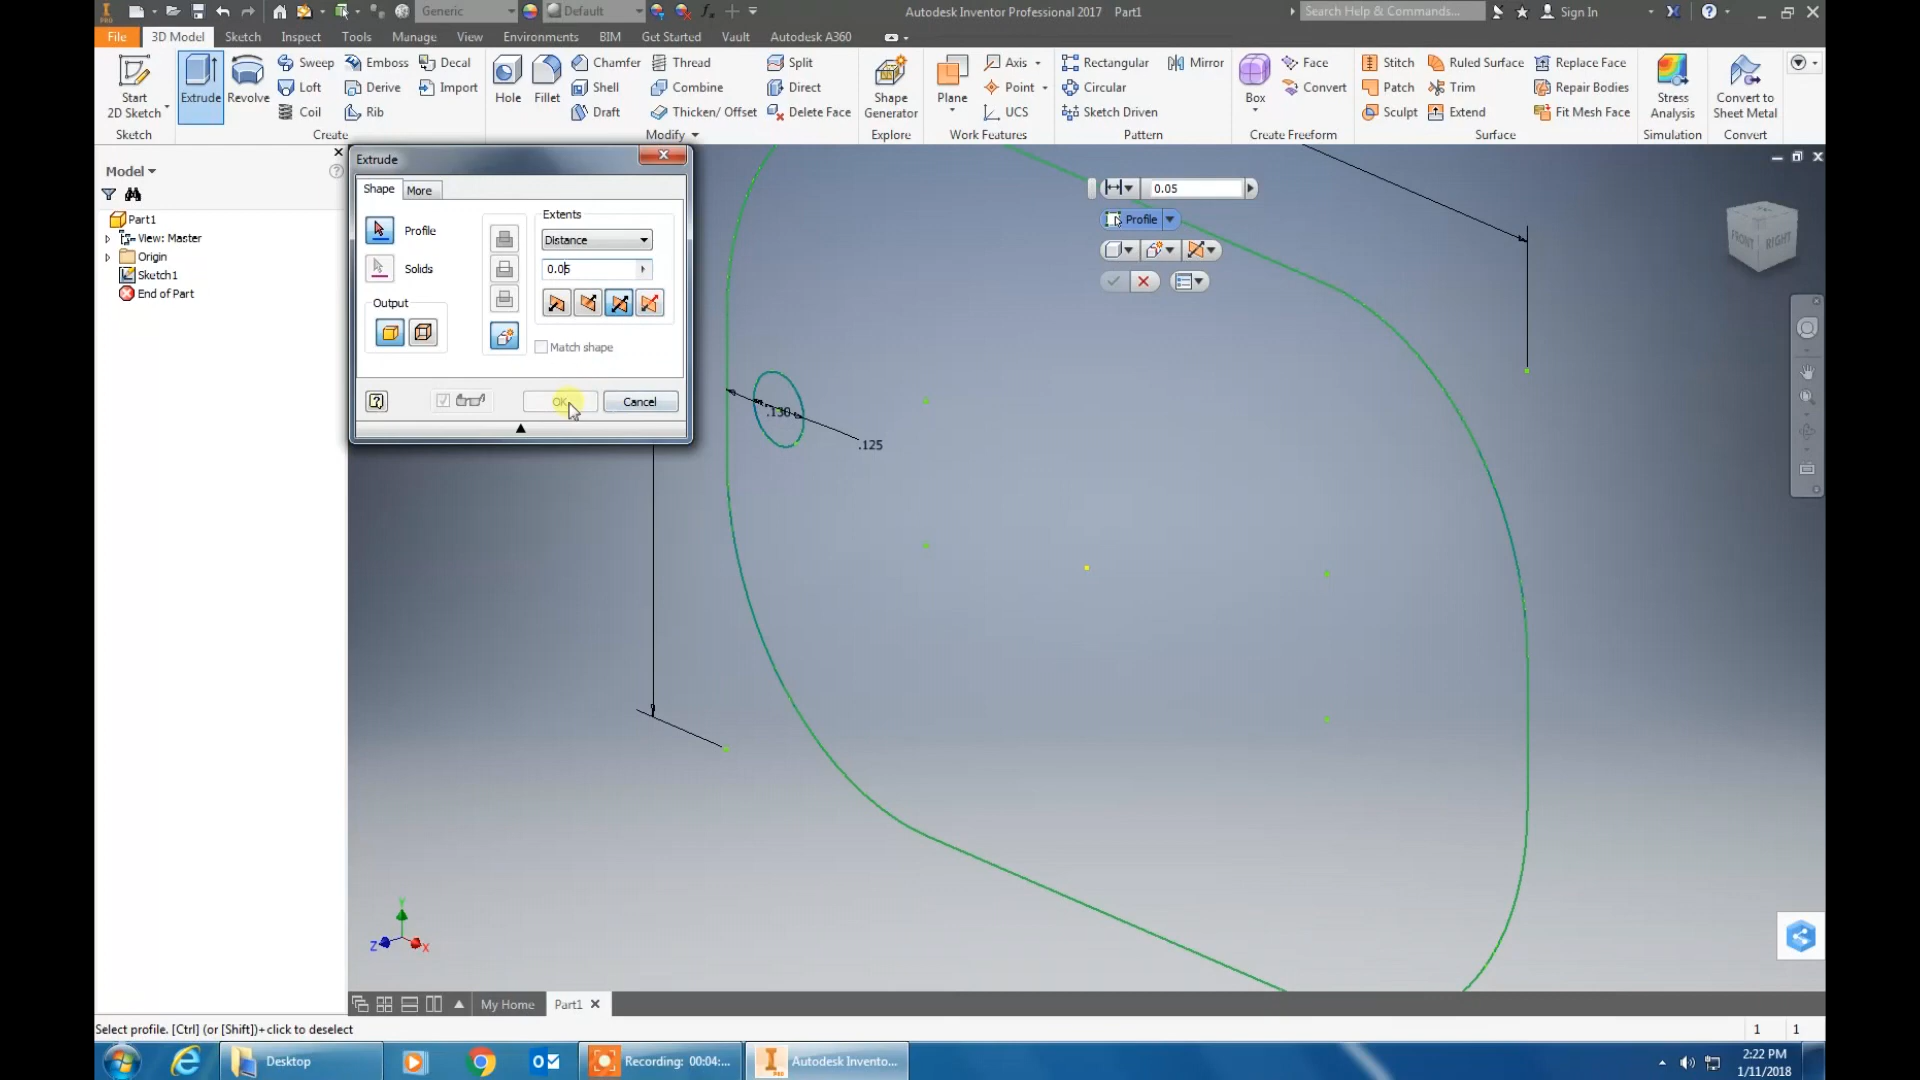 Generic
Default
Autodesk Inventor Professional 2017 Part1
Search Help & Commands...
Sign In
File
3D Model
Sketch
Inspect
Tools
Manage
View
Environments
BIM
Get Started
Vault
Autodesk A360
Start
2D Sketch
Extrude
Revolve
Sweep
Loft
Coil
Emboss
Derive
Rib
Decal
Import
Hole
Fillet
Chamfer
Shell
Draft
Thread
Combine
Thicken/ Offset
Split
Direct
Delete Face
Shape
Generator
Plane
Axis
Point
UCS
Rectangular
Circular
Sketch Driven
Mirror
Box
Face
Convert
Stitch
Patch
Sculpt
Ruled Surface
Trim
Extend
Replace Face
Repair Bodies
Fit Mesh Face
Stress
Analysis
Convert to
Sheet Metal
Sketch
Create
Modify
Explore
Work Features
Pattern
Create Freeform
Surface
Simulation
Convert
Model
Part1
View: Master
Origin
Sketch1
End of Part
Extrude
Shape
More
Profile
Solids
Output
Extents
Distance
0.05
Match shape
OK
Cancel
0.05
Profile
FRONT
RIGHT
.130
.125
Y
Z
X
My Home
Part1
Select profile. [Ctrl] (or [Shift])+click to deselect
1
1
Desktop
Recording: 00:04:...
Autodesk Invento...
2:22 PM
1/11/2018